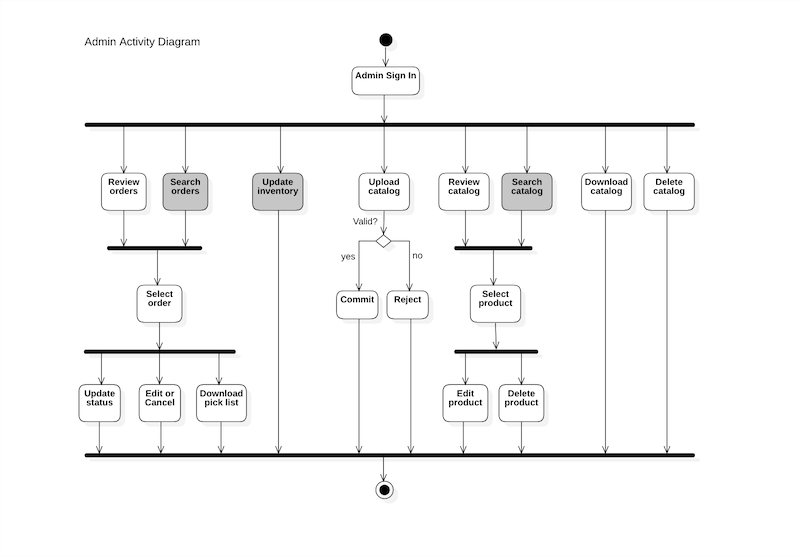 Admin Activity Diagram
Admin Sign In
Review
orders
Search
orders
Update
inventory
Upload
catalog
Review
catalog
Search
catalog
Download
catalog
Delete
catalog
Valid?
yes
no
Select
order
Commit
Reject
Select
product
Update
status
Edit or
Cancel
Download
pick list
Edit
product
Delete
product